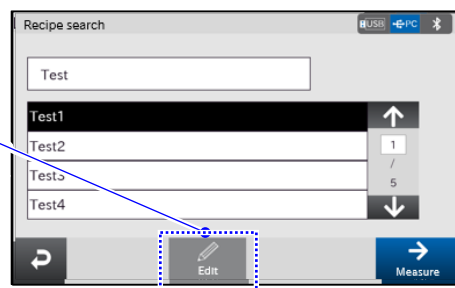 Recipe search
USB PC
Test
Test1
Test2
Test3
Test4
1
/
5
Edit
Measure